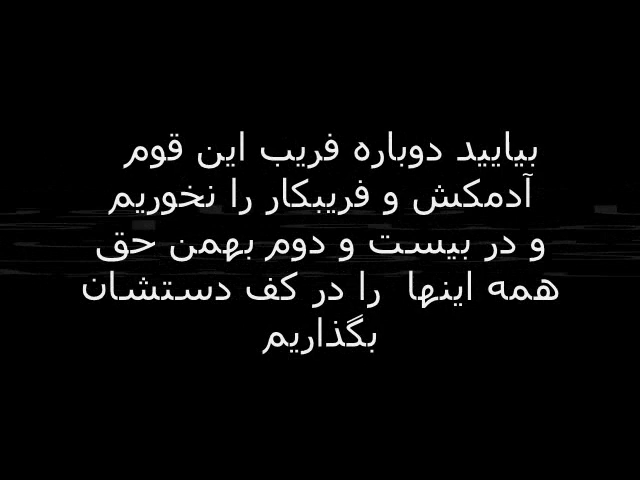 بیایید دوباره فریب این قوم
آدمکش و فریبکار را نخوریم
و در بیست و دوم بهمن حق
همه اینها را در کف دستشان
بگذاریم